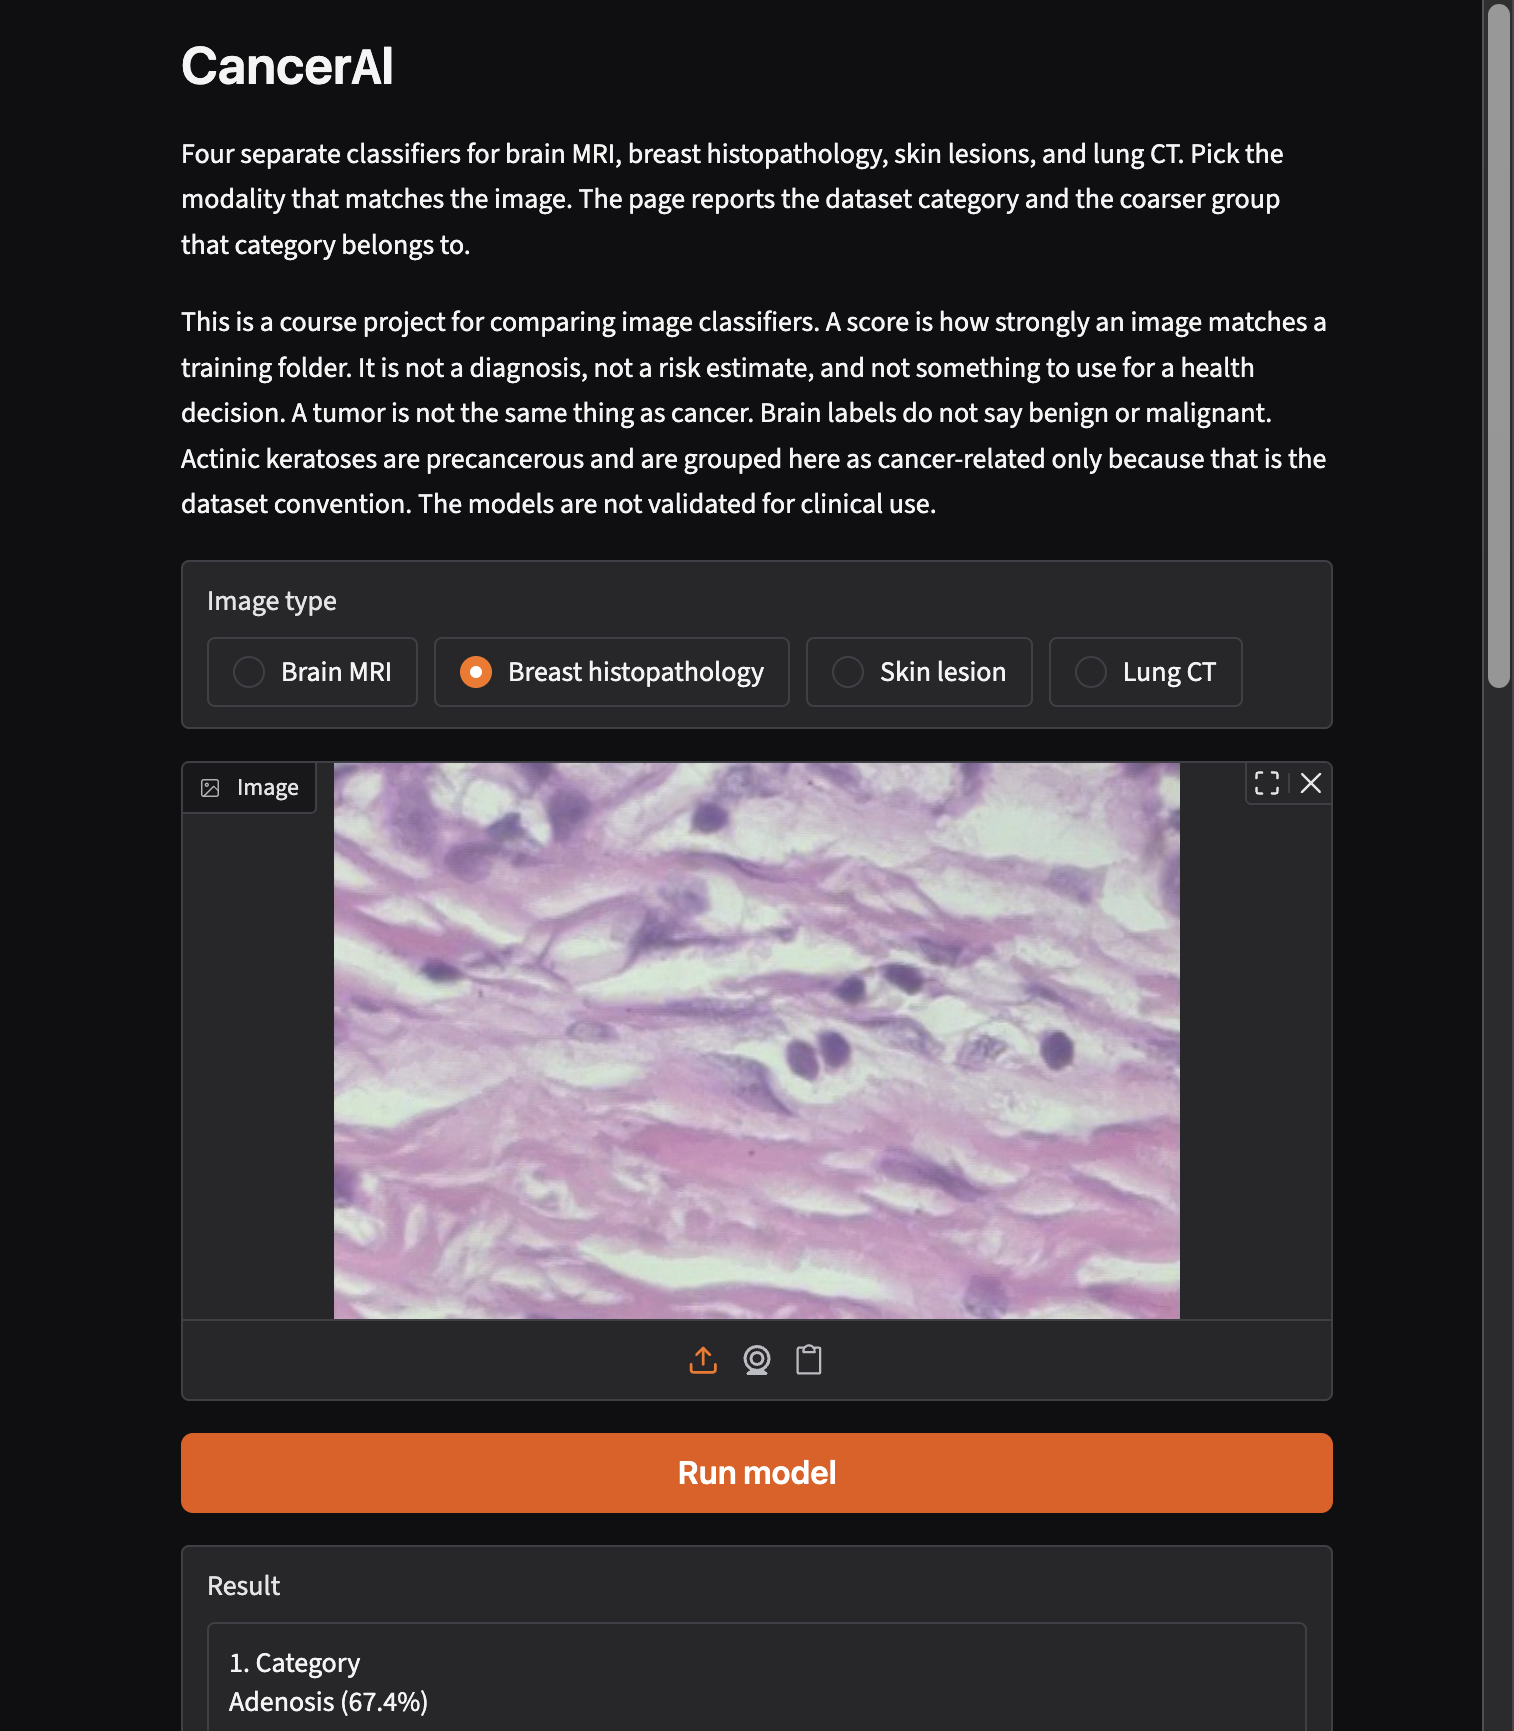 CancerAI
Four separate classifiers for brain MRI, breast histopathology, skin lesions, and lung CT. Pick the
modality that matches the image. The page reports the dataset category and the coarser group
that category belongs to.
This is a course project for comparing image classifiers. A score is how strongly an image matches a
training folder. It is not a diagnosis, not a risk estimate, and not something to use for a health
decision. A tumor is not the same thing as cancer. Brain labels do not say benign or malignant.
Actinic keratoses are precancerous and are grouped here as cancer-related only because that is the
dataset convention. The models are not validated for clinical use.
Image type
Brain MRI
Breast histopathology
Skin lesion
Lung CT
Image
Run model
Result
1. Category
Adenosis (67.4%)